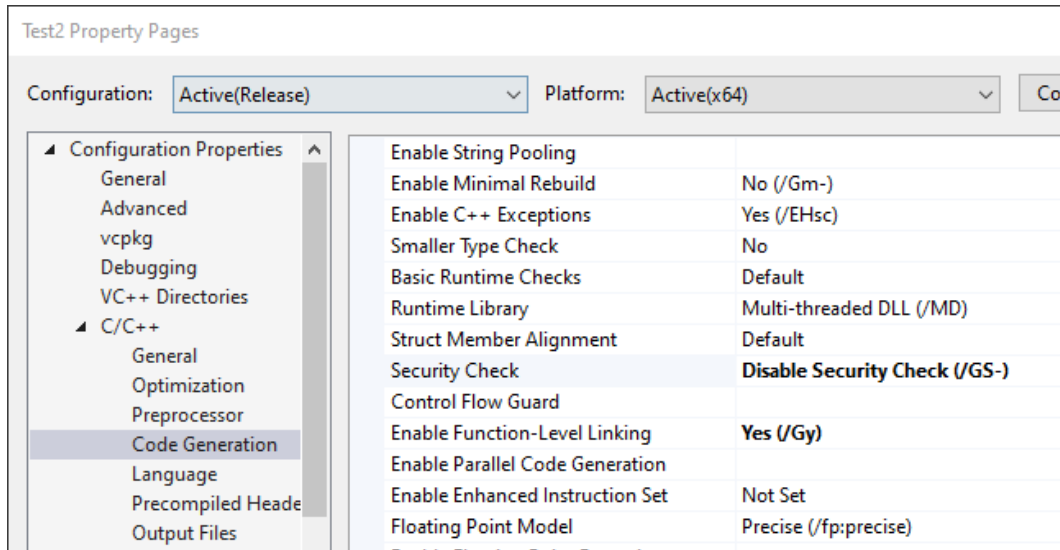 Test2 Property Pages
Configuration: Active(Release) Platform: Active(x64) Co
Configuration Properties
General
Advanced
vcpkg
Debugging
VC++ Directories
C/C++
General
Optimization
Preprocessor
Code Generation
Language
Precompiled Heade
Output Files
Enable String Pooling
Enable Minimal Rebuild No (/Gm-)
Enable C++ Exceptions Yes (/EHsc)
Smaller Type Check No
Basic Runtime Checks Default
Runtime Library Multi-threaded DLL (/MD)
Struct Member Alignment Default
Security Check Disable Security Check (/GS-)
Control Flow Guard
Enable Function-Level Linking Yes (/Gy)
Enable Parallel Code Generation
Enable Enhanced Instruction Set Not Set
Floating Point Model Precise (/fp:precise)